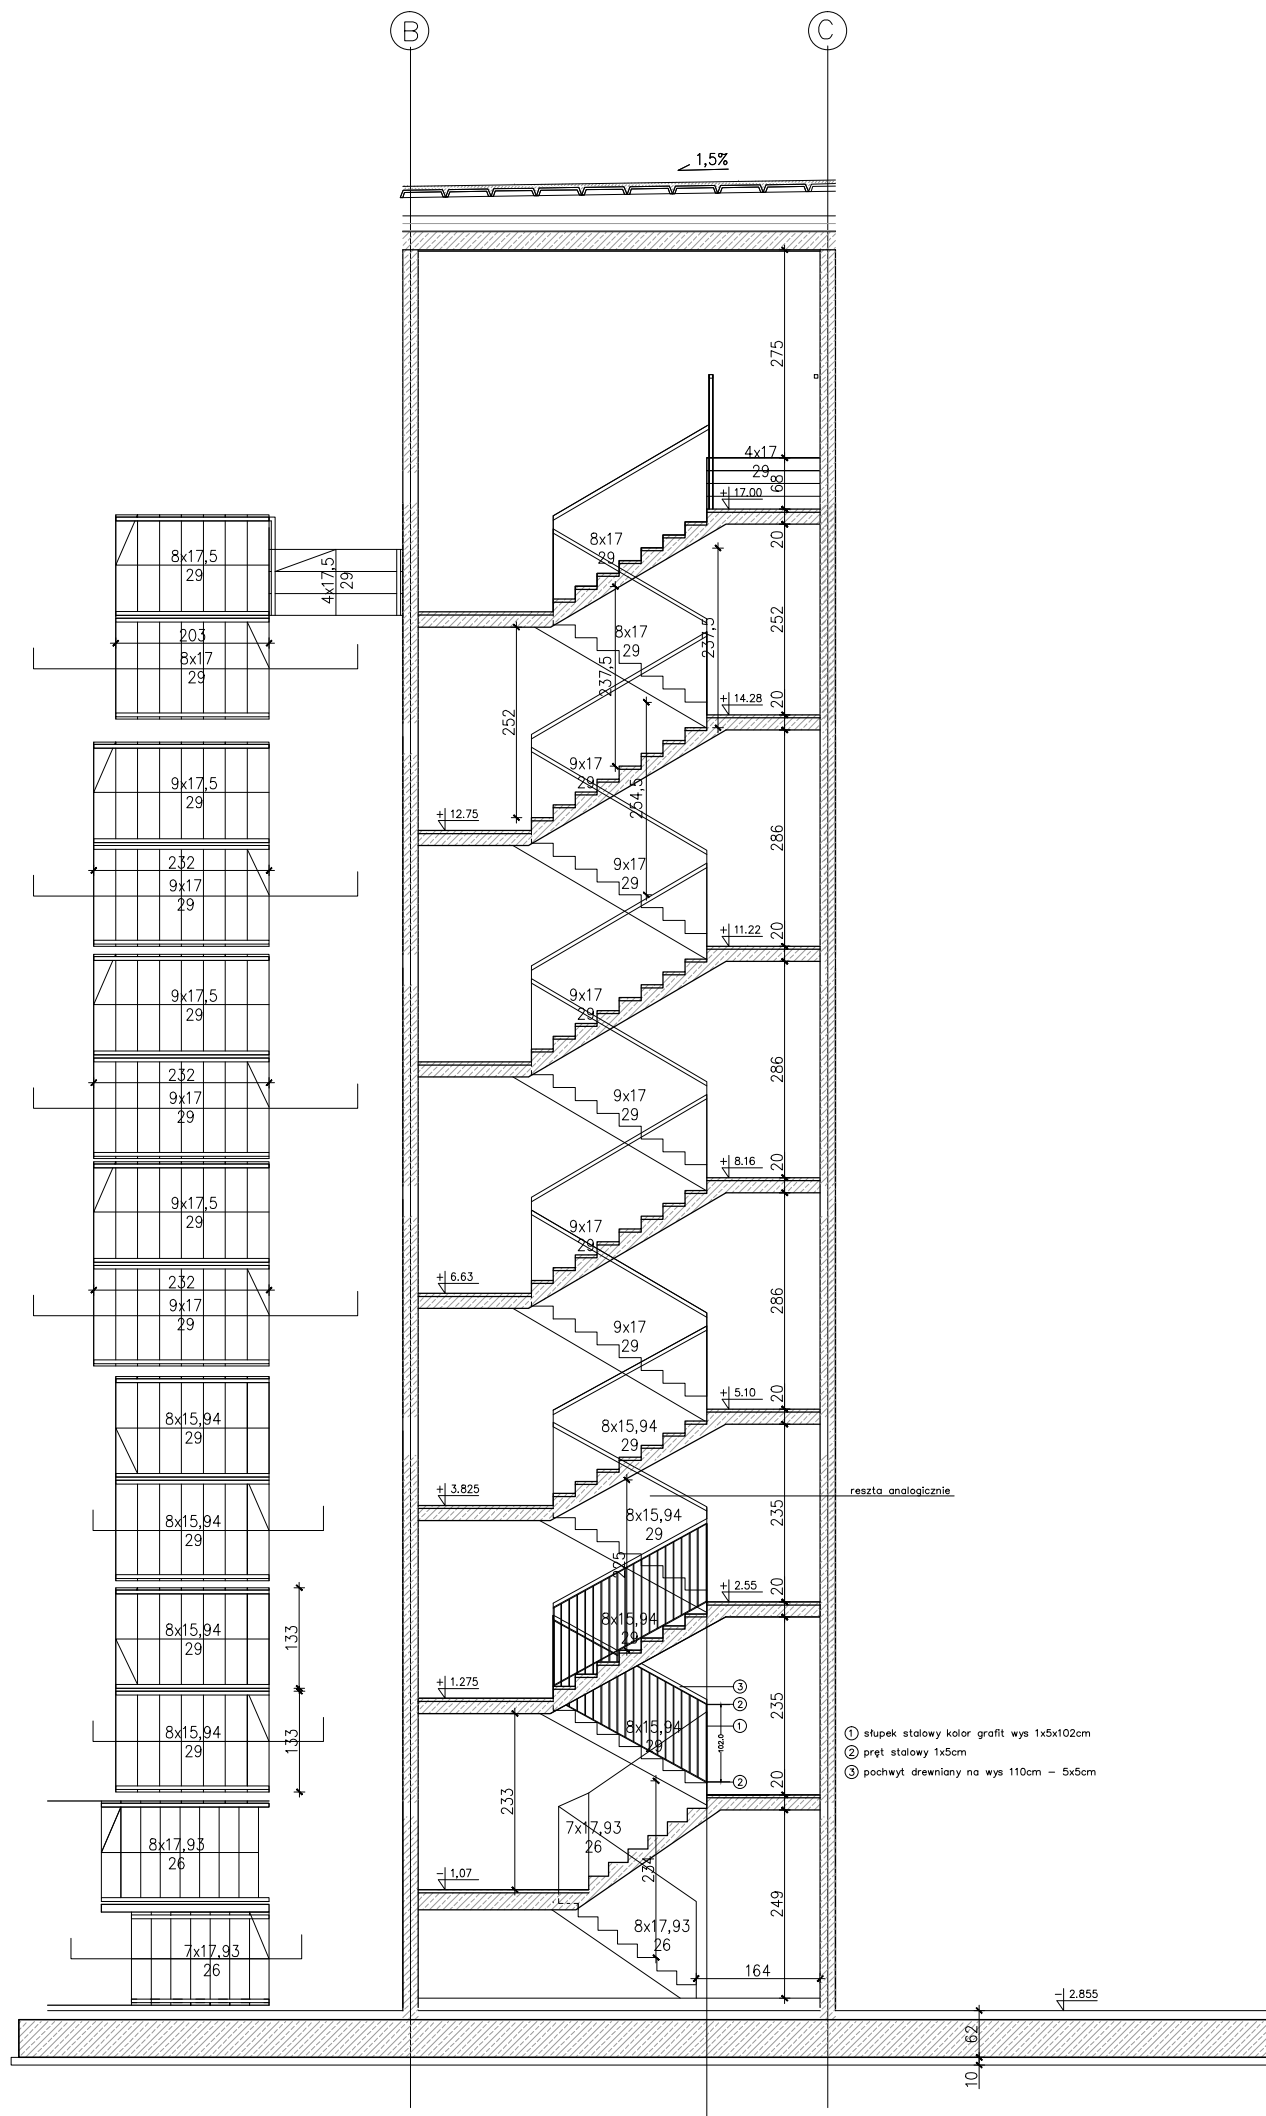 B
C
1,5%
275
4x17
29
68
+17.00
8x17
29
20
8x17,5
29
4x17,5
29
203
8x17
29
8x17
29
237,5
237,5
252
252
+14.28
20
9x17,5
29
9x17
29
254,5
+12.75
286
232
9x17
29
9x17
29
+11.22
20
9x17,5
29
9x17
29
286
232
9x17
29
9x17
29
+8.16
20
9x17,5
29
9x17
29
+6.63
286
232
9x17
29
9x17
29
+5.10
20
8x15,94
29
8x15,94
29
+3.825
reszta analogicznie
235
8x15,94
29
8x15,94
29
225
+2.55
20
8x15,94
29
133
8x15,94
29
+1.275
3
2
235
8x15,94
29
133
8x15,94
29
1
102.0
1 słupek stalowy kolor grafit wys 1x5x102cm
2 pręt stalowy 1x5cm
3 pochwyt drewniany na wys 110cm – 5x5cm
2
20
233
8x17,93
26
7x17,93
26
234
-1,07
249
7x17,93
26
8x17,93
26
164
-2.855
62
10